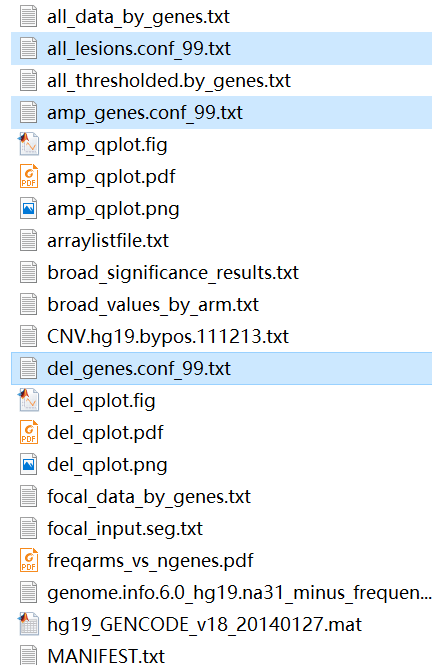 all_data_by_genes.txt
all_lesions.conf_99.txt
all_thresholded.by_genes.txt
amp_genes.conf_99.txt
amp_qplot.fig
amp_qplot.pdf
amp_qplot.png
arraylistfile.txt
broad_significance_results.txt
broad_values_by_arm.txt
CNV.hg19.bypos.111213.txt
del_genes.conf_99.txt
del_qplot.fig
del_qplot.pdf
del_qplot.png
focal_data_by_genes.txt
focal_input.seg.txt
freqarms_vs_ngenes.pdf
genome.info.6.0_hg19.na31_minus_frequen...
hg19_GENCODE_v18_20140127.mat
MANIFEST.txt